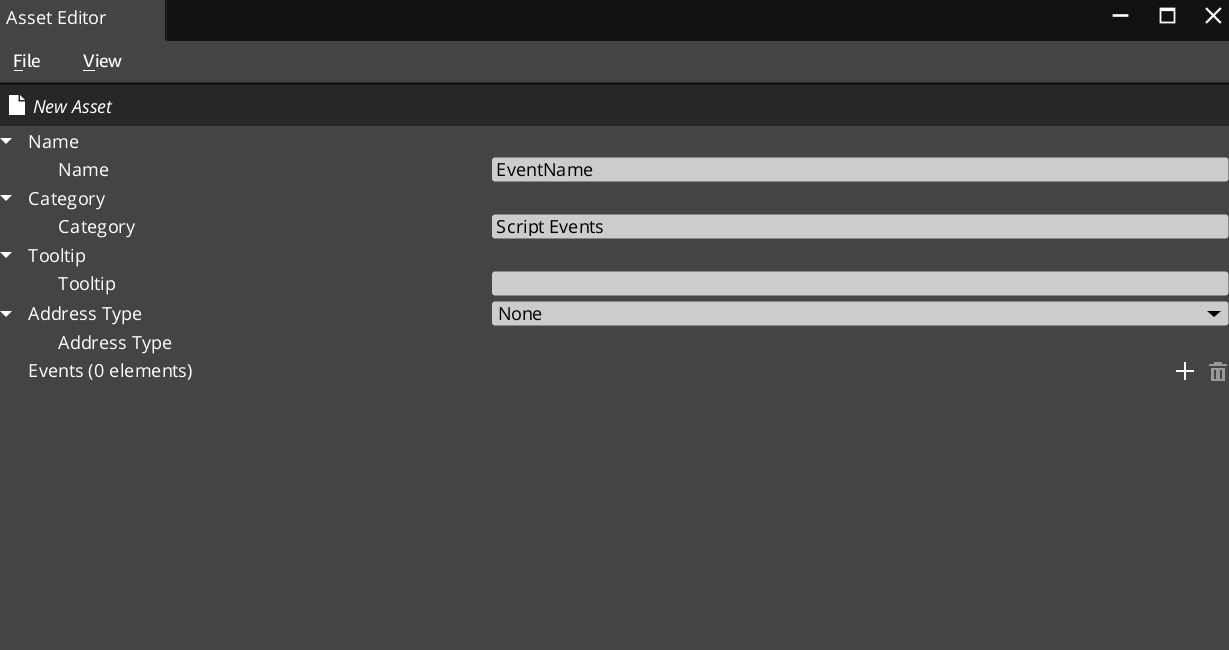 Asset Editor
File View
New Asset
Name
Name EventName
Category
Category Script Events
Tooltip
Tooltip
Address Type None
Address Type
Events (0 elements)